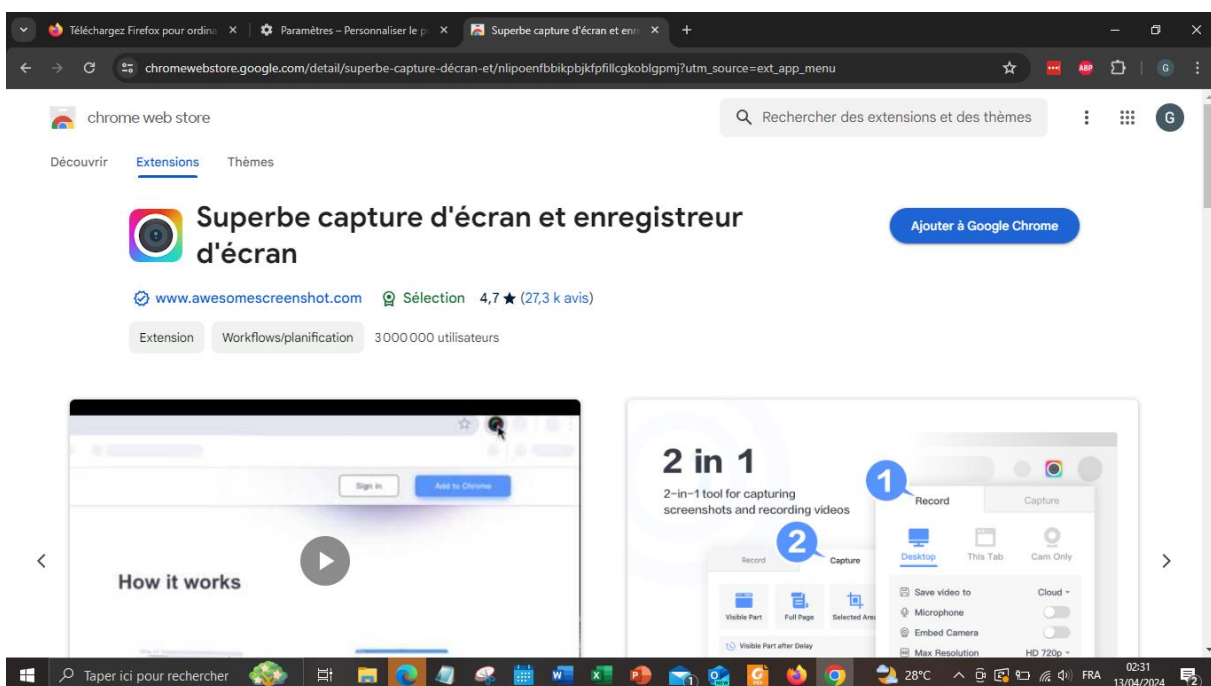 Téléchargez Firefox pour ordina
Paramètres – Personnaliser le p
Superbe capture d'écran et enr
chromewebstore.google.com/detail/superbe-capture-décran-et/nlipoenfbbikpbjkfpfillcgkoblgpmj?utm_source=ext_app_menu
ABP
G
chrome web store
Rechercher des extensions et des thèmes
G
Découvrir Extensions Thèmes
Superbe capture d'écran et enregistreur
d'écran
Ajouter à Google Chrome
www.awesomescreenshot.com Sélection 4,7 ★ (27,3 k avis)
Extension Workflows/planification 3 000 000 utilisateurs
Sign in Add to Chrome
How it works
2 in 1
2-in-1 tool for capturing
screenshots and recording videos
1
Record Capture
Desktop This Tab Cam Only
Save video to Cloud
Microphone
Embed Camera
Max Resolution HD 720p
2
Record Capture
Visible Part Full Page Selected Area
Visible Part after Delay
Taper ici pour rechercher
28°C
FRA
02:31
13/04/2024
2